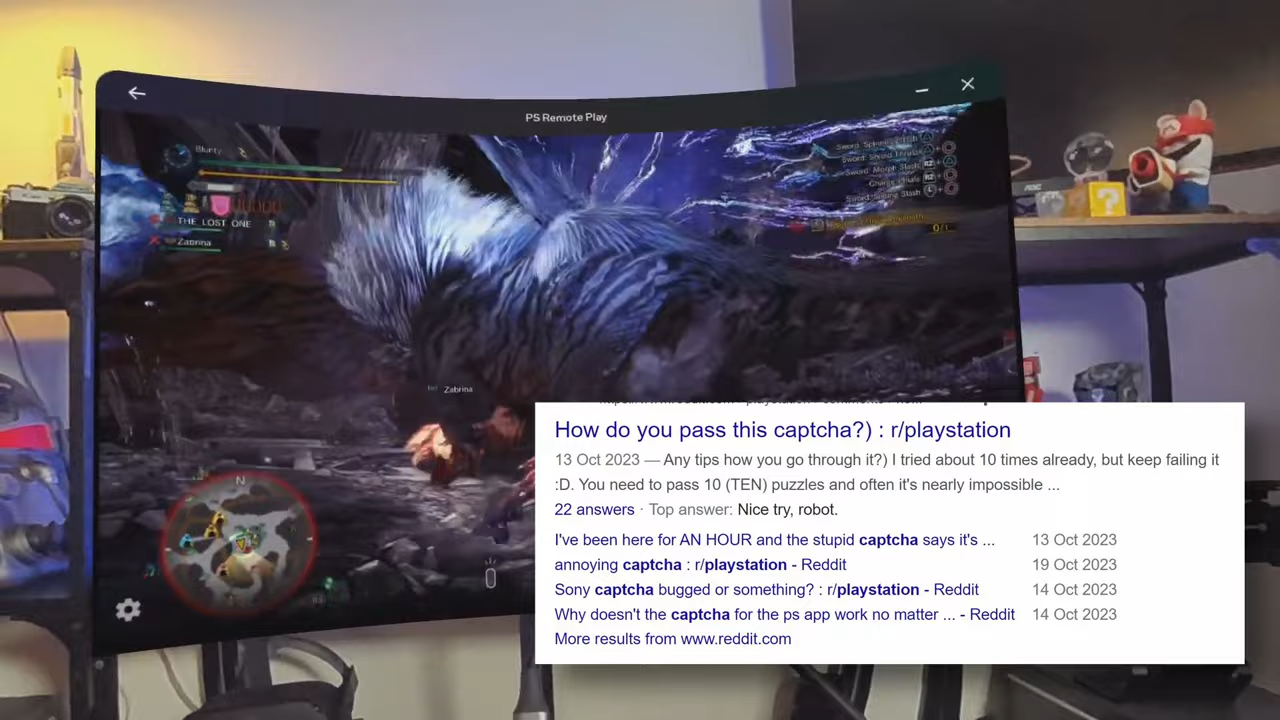 PS Remote Play
Blunty
THE LOST ONE
Zabrina
0/1
Zabrina
N
AOC
?
How do you pass this captcha?) : r/playstation
13 Oct 2023 — Any tips how you go through it?) I tried about 10 times already, but keep failing it
:D. You need to pass 10 (TEN) puzzles and often it's nearly impossible ...
22 answers · Top answer: Nice try, robot.
I've been here for AN HOUR and the stupid captcha says it's ... 13 Oct 2023
annoying captcha : r/playstation - Reddit 19 Oct 2023
Sony captcha bugged or something? : r/playstation - Reddit 14 Oct 2023
Why doesn't the captcha for the ps app work no matter ... - Reddit 14 Oct 2023
More results from www.reddit.com